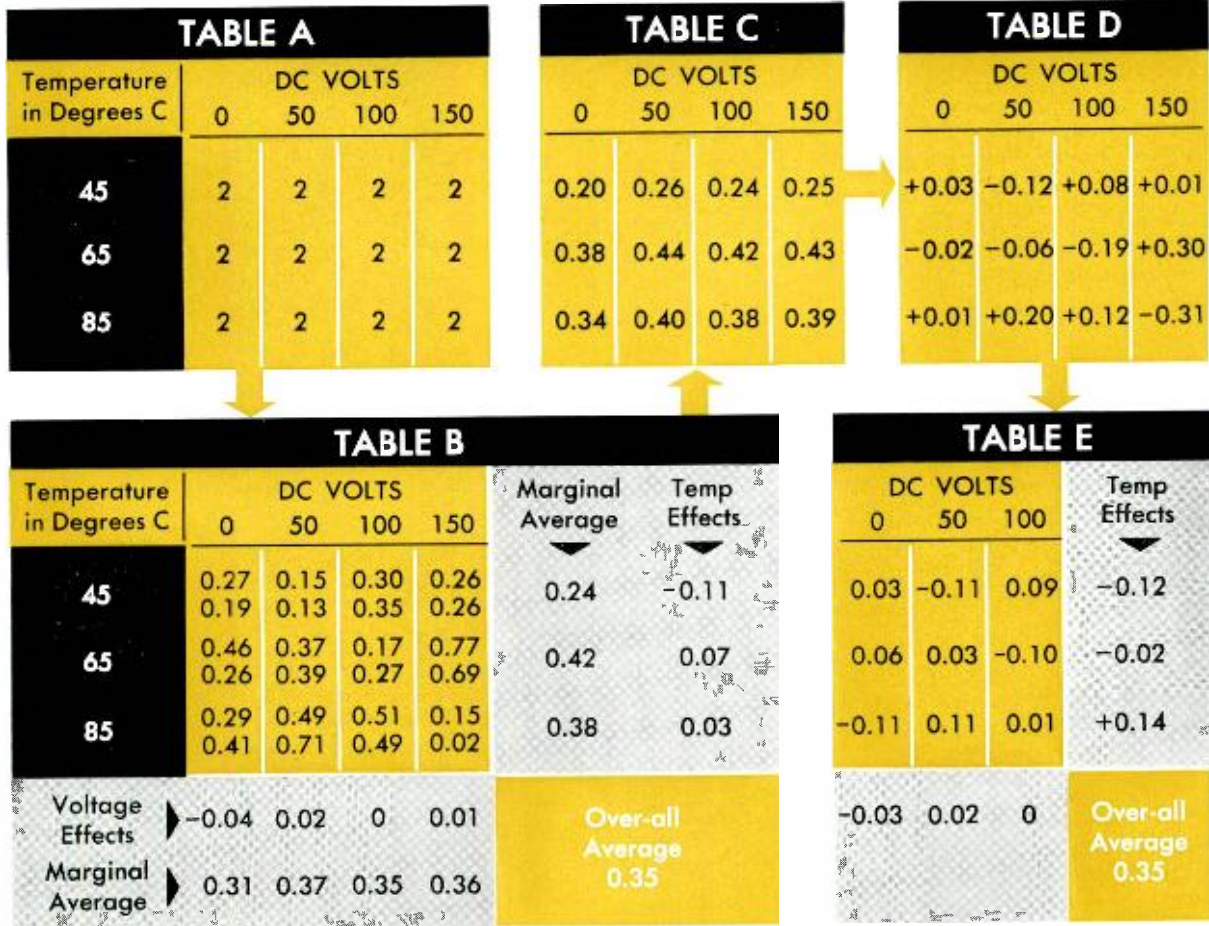 TABLE A
Temperature in Degrees C
DC VOLTS
0 50 100 150
45 2 2 2 2
65 2 2 2 2
85 2 2 2 2
TABLE C
DC VOLTS
0 50 100 150
0.20 0.26 0.24 0.25
0.38 0.44 0.42 0.43
0.34 0.40 0.38 0.39
TABLE D
DC VOLTS
0 50 100 150
+0.03 −0.12 +0.08 +0.01
−0.02 −0.06 −0.19 +0.30
+0.01 +0.20 +0.12 −0.31
TABLE B
Temperature in Degrees C
DC VOLTS
0 50 100 150
Marginal Average
Temp Effects
45
0.27 0.15 0.30 0.26
0.19 0.13 0.35 0.26
0.24 −0.11
65
0.46 0.37 0.17 0.77
0.26 0.39 0.27 0.69
0.42 0.07
85
0.29 0.49 0.51 0.15
0.41 0.71 0.49 0.02
0.38 0.03
Voltage Effects −0.04 0.02 0 0.01
Marginal Average 0.31 0.37 0.35 0.36
Over-all Average 0.35
TABLE E
DC VOLTS
0 50 100
Temp Effects
0.03 −0.11 0.09 −0.12
0.06 0.03 −0.10 −0.02
−0.11 0.11 0.01 +0.14
−0.03 0.02 0
Over-all Average 0.35